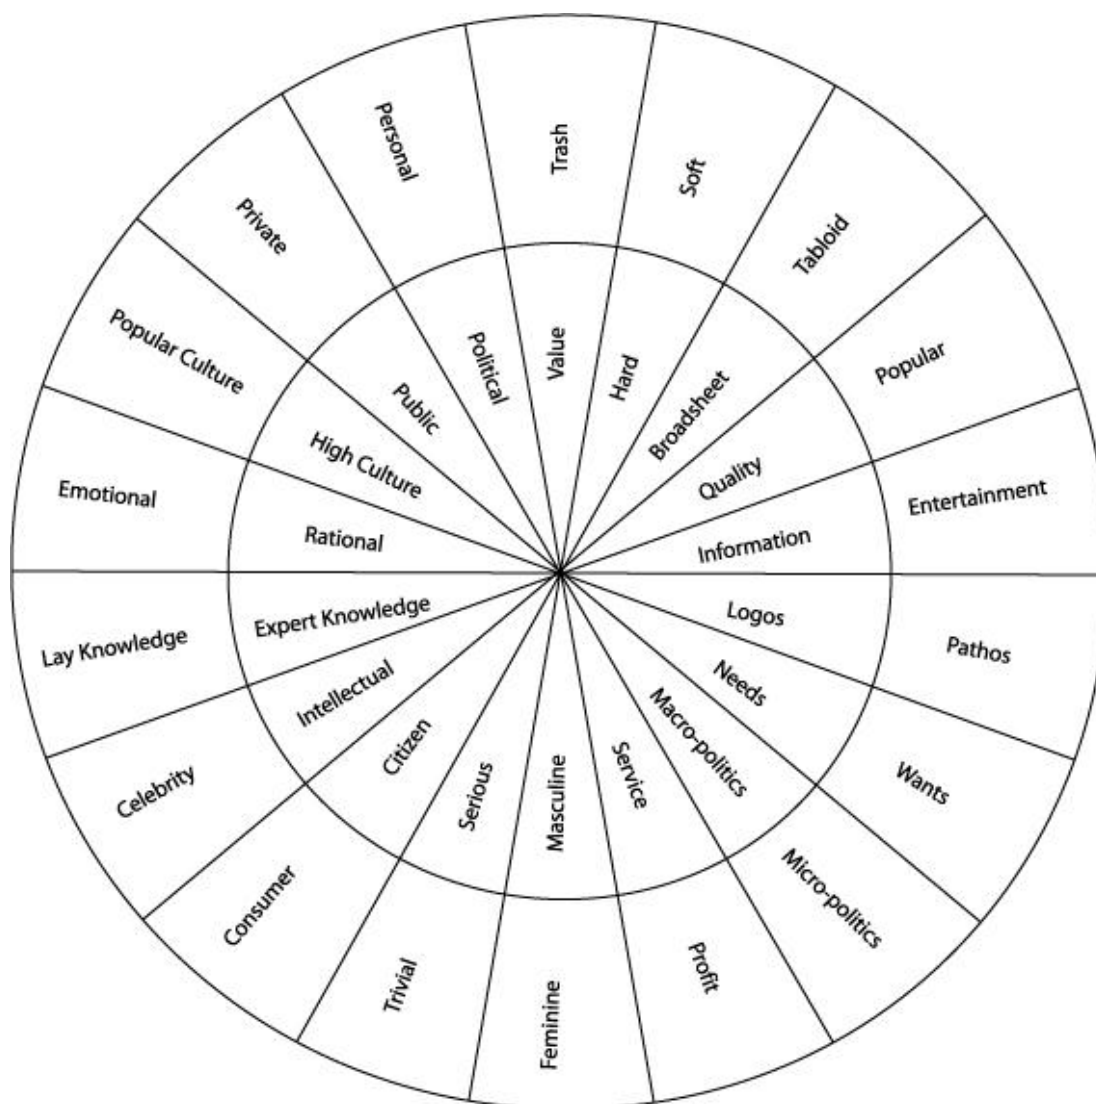 Trash
Soft
Tabloid
Popular
Entertainment
Pathos
Wants
Micro-politics
Profit
Feminine
Trivial
Consumer
Celebrity
Lay Knowledge
Emotional
Popular Culture
Private
Personal
Value
Hard
Broadsheet
Quality
Information
Logos
Needs
Macro-politics
Service
Masculine
Serious
Citizen
Intellectual
Expert Knowledge
Rational
High Culture
Public
Political